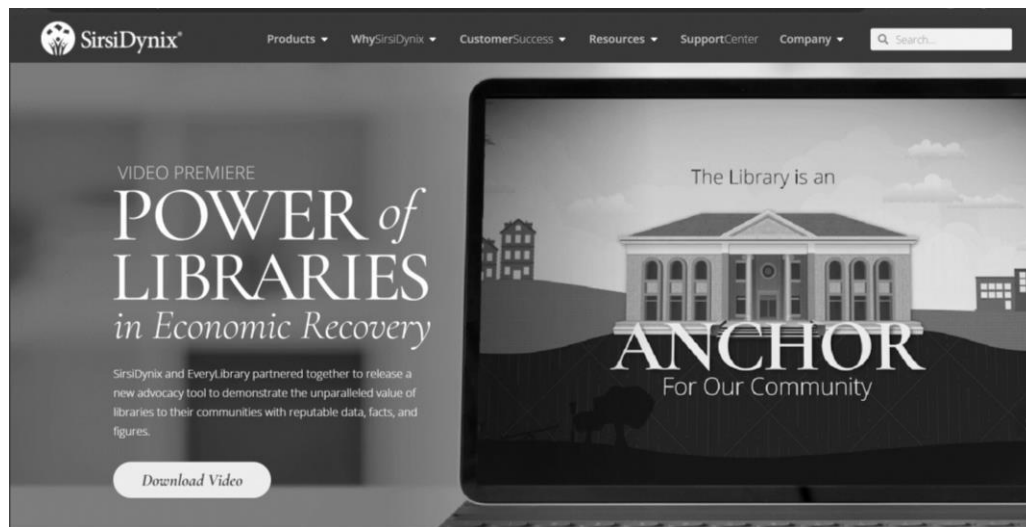 SirsiDynix®
Products WhySirsiDynix CustomerSuccess Resources SupportCenter Company Search...
VIDEO PREMIERE
POWER of
LIBRARIES
in Economic Recovery
SirsiDynix and EveryLibrary partnered together to release a
new advocacy tool to demonstrate the unparalleled value of
libraries to their communities with reputable data, facts, and
figures.
Download Video
The Library is an
ANCHOR
For Our Community